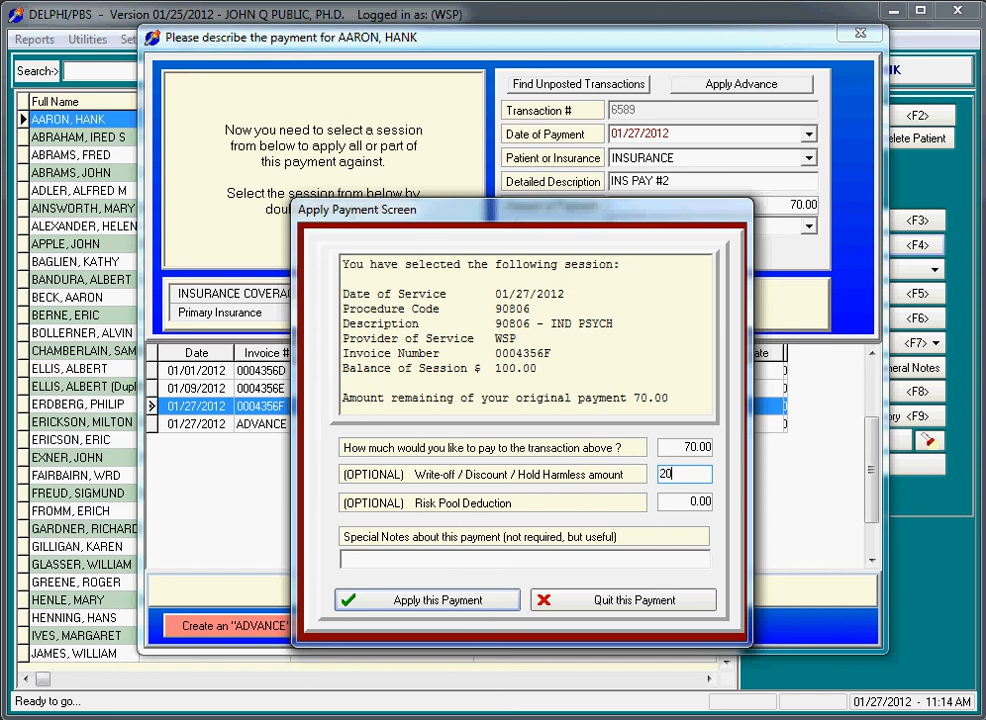 DELPHI/PBS - Version 01/25/2012 - JOHN Q PUBLIC, PH.D. Logged in as: (WSP)
Reports Utilities Set
Please describe the payment for AARON, HANK
Search->
NK
Full Name
AARON, HANK
ABRAHAM, IRED S
ABRAMS, FRED
ABRAMS, JOHN
ADLER, ALFRED M
AINSWORTH, MARY
ALEXANDER, HELEN
APPLE, JOHN
BAGLIEN, KATHY
BANDURA, ALBERT
BECK, AARON
BERNE, ERIC
BOLLERNER, ALVIN
CHAMBERLAIN, SAM
ELLIS, ALBERT
ELLIS, ALBERT (Dupl
ERDBERG, PHILIP
ERICKSON, MILTON
ERICSON, ERIC
EXNER, JOHN
FAIRBAIRN, WRD
FREUD, SIGMUND
FROMM, ERICH
GARDNER, RICHARD
GILLIGAN, KAREN
GLASSER, WILLIAM
GREENE, ROGER
HENLE, MARY
HENNING, HANS
IVES, MARGARET
JAMES, WILLIAM
Now you need to select a session
from below to apply all or part of
this payment against.
Select the session from below by
dou
Find Unposted Transactions Apply Advance
Transaction # 6589
Date of Payment 01/27/2012
Patient or Insurance INSURANCE
Detailed Description INS PAY #2
70.00
INSURANCE COVERA
Primary Insurance
Date Invoice # ate
01/01/2012 0004356D
01/09/2012 0004356E
01/27/2012 0004356F
01/27/2012 ADVANCE
Create an "ADVANCE"
Apply Payment Screen
You have selected the following session:
Date of Service 01/27/2012
Procedure Code 90806
Description 90806 - IND PSYCH
Provider of Service WSP
Invoice Number 0004356F
Balance of Session $ 100.00
Amount remaining of your original payment 70.00
How much would you like to pay to the transaction above ? 70.00
(OPTIONAL) Write-off / Discount / Hold Harmless amount 20
(OPTIONAL) Risk Pool Deduction 0.00
Special Notes about this payment (not required, but useful)
Apply this Payment Quit this Payment
<F2>
elete Patient
<F3>
<F4>
<F5>
<F6>
<F7>
neral Notes
<F8>
ory <F9>
Ready to go... 01/27/2012 - 11:14 AM